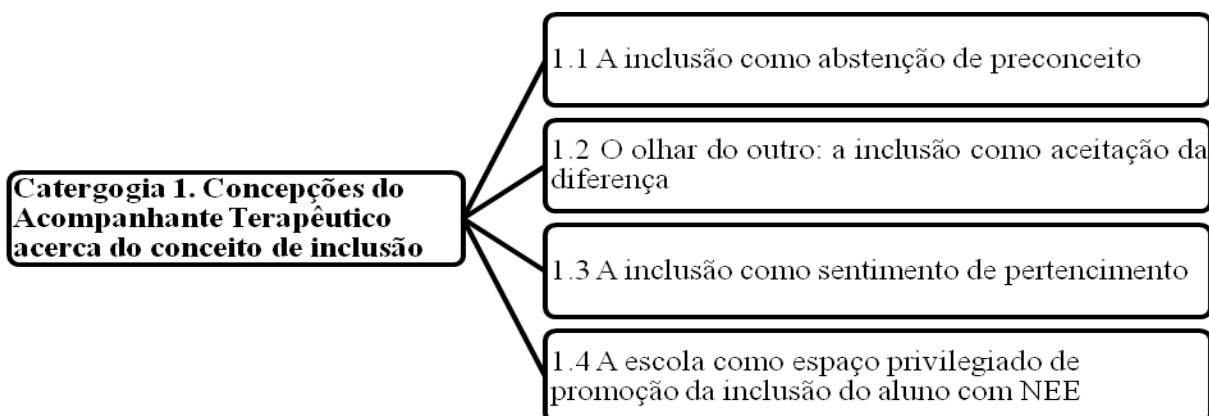 1.1 A inclusão como abstenção de preconceito
1.2 O olhar do outro: a inclusão como aceitação da
diferença
Catergogia 1. Concepções do
Acompanhante Terapêutico
acerca do conceito de inclusão
1.3 A inclusão como sentimento de pertencimento
1.4 A escola como espaço privilegiado de
promoção da inclusão do aluno com NEE